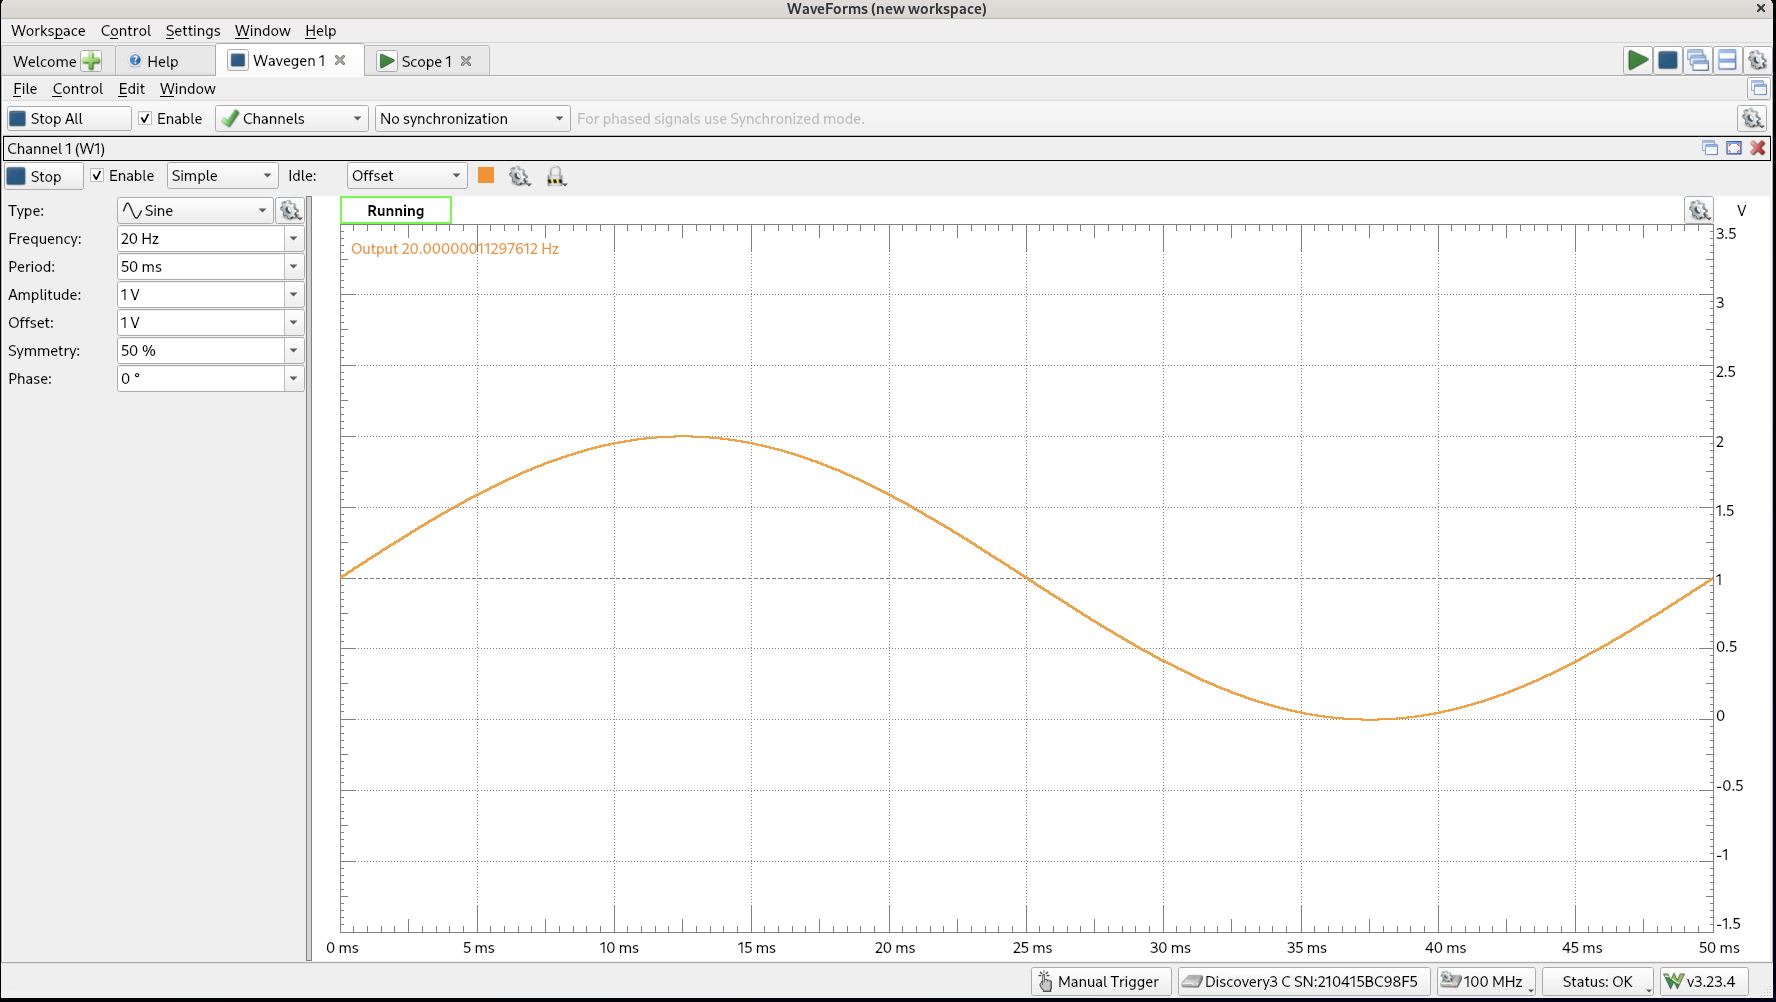 WaveForms (new workspace)
Workspace Control Settings Window Help
Welcome Help Wavegen 1 Scope 1
File Control Edit Window
Stop All Enable Channels No synchronization For phased signals use Synchronized mode.
Channel 1 (W1)
Stop Enable Simple Idle: Offset
Type: Sine
Frequency: 20 Hz
Period: 50 ms
Amplitude: 1 V
Offset: 1 V
Symmetry: 50 %
Phase: 0 °
Running
V
Output 20.00000011297612 Hz
3.5
3
2.5
2
1.5
1
0.5
0
-0.5
-1
-1.5
0 ms 5 ms 10 ms 15 ms 20 ms 25 ms 30 ms 35 ms 40 ms 45 ms 50 ms
Manual Trigger Discovery3 C SN:210415BC98F5 100 MHz Status: OK v3.23.4